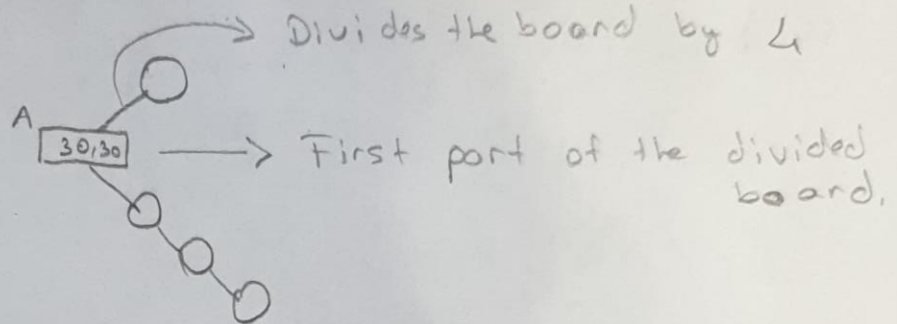 Divides the board by 4
A
30,30
First part of the divided
board.